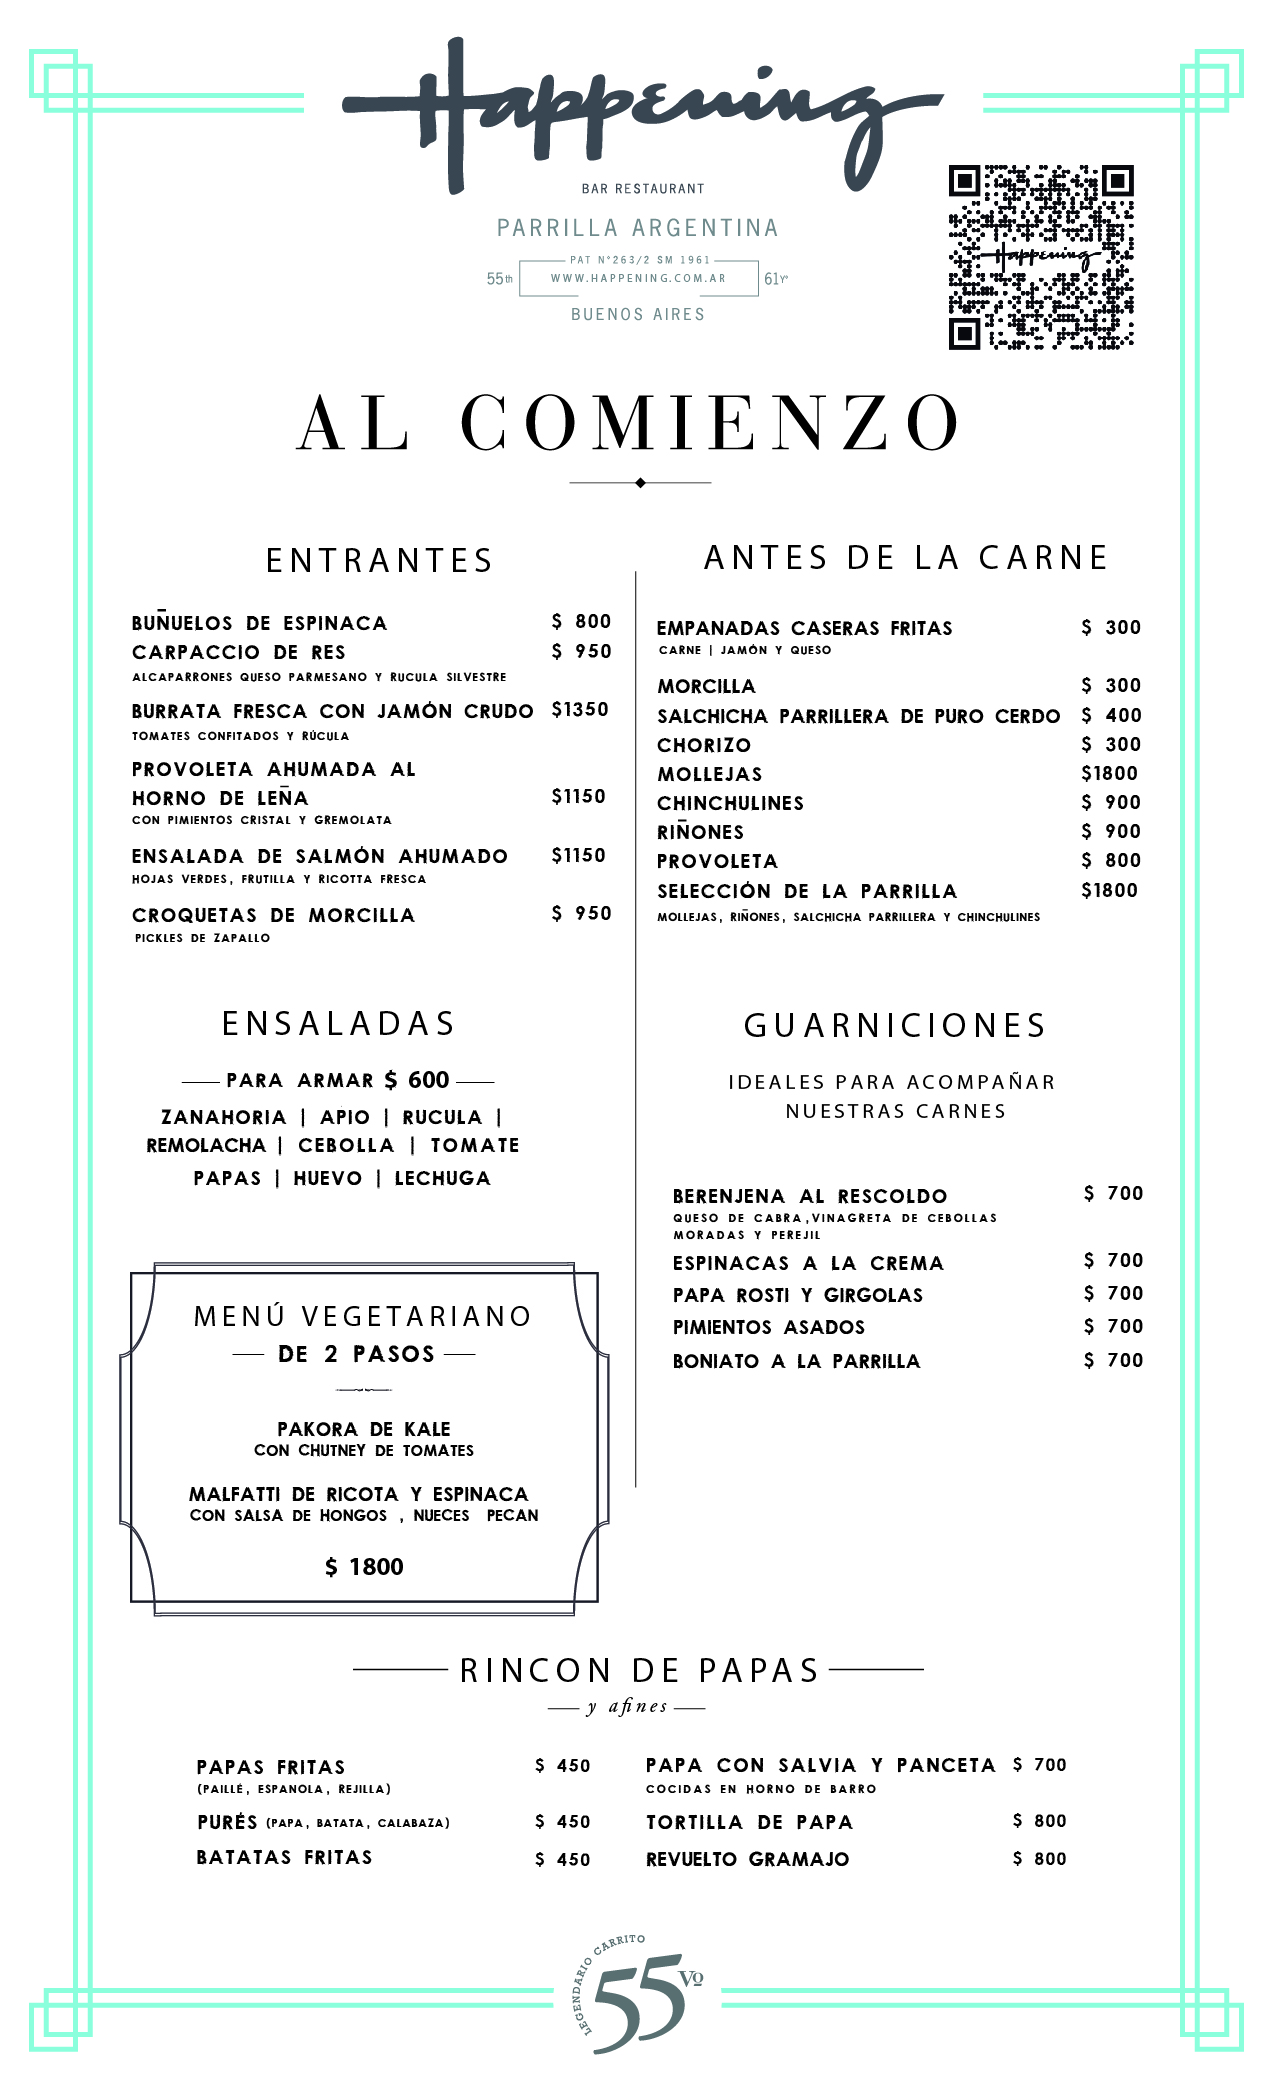 Happening
BAR RESTAURANT
PARRILLA ARGENTINA
PAT N°263/2 SM 1961
55th WWW.HAPPENING.COM.AR 61Yº
BUENOS AIRES
Happening
AL COMIENZO
ENTRANTES
BUÑUELOS DE ESPINACA $ 800
CARPACCIO DE RES $ 950
ALCAPARRONES QUESO PARMESANO Y RUCULA SILVESTRE
BURRATA FRESCA CON JAMÓN CRUDO $1350
TOMATES CONFITADOS Y RÚCULA
PROVOLETA AHUMADA AL
HORNO DE LEÑA $1150
CON PIMIENTOS CRISTAL Y GREMOLATA
ENSALADA DE SALMÓN AHUMADO $1150
HOJAS VERDES, FRUTILLA Y RICOTTA FRESCA
CROQUETAS DE MORCILLA $ 950
PICKLES DE ZAPALLO
ANTES DE LA CARNE
EMPANADAS CASERAS FRITAS $ 300
CARNE | JAMÓN Y QUESO
MORCILLA $ 300
SALCHICHA PARRILLERA DE PURO CERDO $ 400
CHORIZO $ 300
MOLLEJAS $1800
CHINCHULINES $ 900
RIÑONES $ 900
PROVOLETA $ 800
SELECCIÓN DE LA PARRILLA $1800
MOLLEJAS, RIÑONES, SALCHICHA PARRILLERA Y CHINCHULINES
ENSALADAS
PARA ARMAR $ 600
ZANAHORIA | APIO | RUCULA |
REMOLACHA | CEBOLLA | TOMATE
PAPAS | HUEVO | LECHUGA
GUARNICIONES
IDEALES PARA ACOMPAÑAR
NUESTRAS CARNES
BERENJENA AL RESCOLDO $ 700
QUESO DE CABRA,VINAGRETA DE CEBOLLAS
MORADAS Y PEREJIL
ESPINACAS A LA CREMA $ 700
PAPA ROSTI Y GIRGOLAS $ 700
PIMIENTOS ASADOS $ 700
BONIATO A LA PARRILLA $ 700
MENÚ VEGETARIANO
DE 2 PASOS
PAKORA DE KALE
CON CHUTNEY DE TOMATES
MALFATTI DE RICOTA Y ESPINACA
CON SALSA DE HONGOS , NUECES PECAN
$ 1800
RINCON DE PAPAS
y afines
PAPAS FRITAS $ 450
(PAILLÉ, ESPANOLA, REJILLA)
PURÉS (PAPA, BATATA, CALABAZA) $ 450
BATATAS FRITAS $ 450
PAPA CON SALVIA Y PANCETA $ 700
COCIDAS EN HORNO DE BARRO
TORTILLA DE PAPA $ 800
REVUELTO GRAMAJO $ 800
LEGENDARIO CARRITO
55 Vº